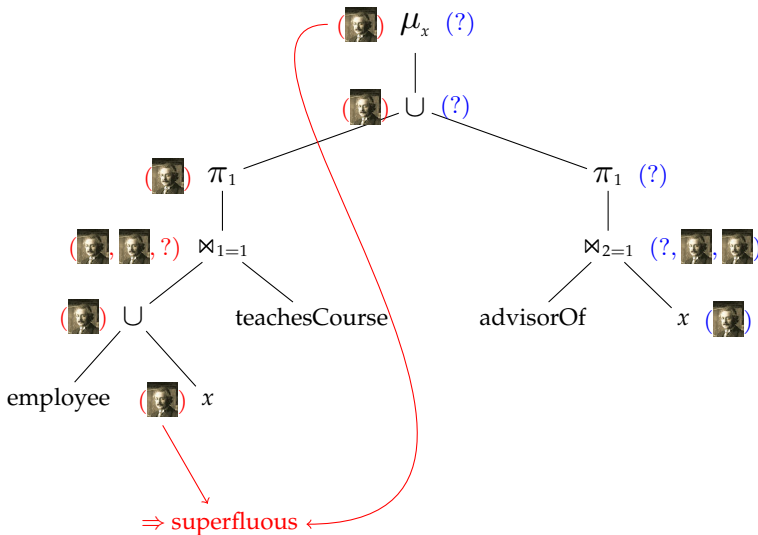 ( ) μx (?)
( ) ∪ (?)
( ) π1 π1 (?)
( , , ?) ⋈1=1 ⋈2=1 (?, , )
( ) ∪ teachesCourse advisorOf x ( )
employee ( ) x
⇒ superfluous